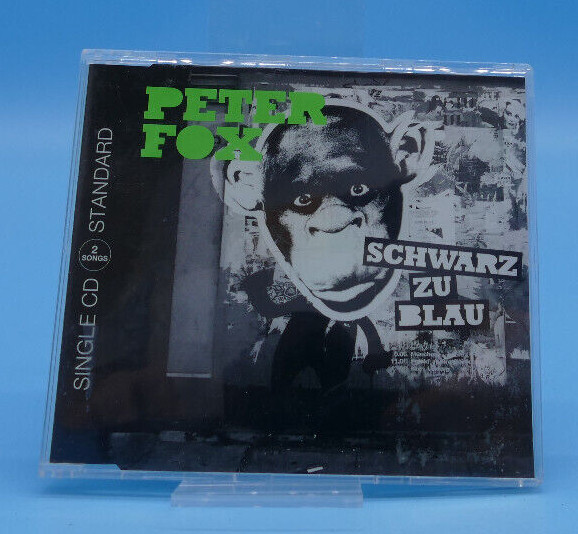 PETER
FOX
SINGLE CD 2 SONGS STANDARD
SCHWARZ
ZU
BLAU